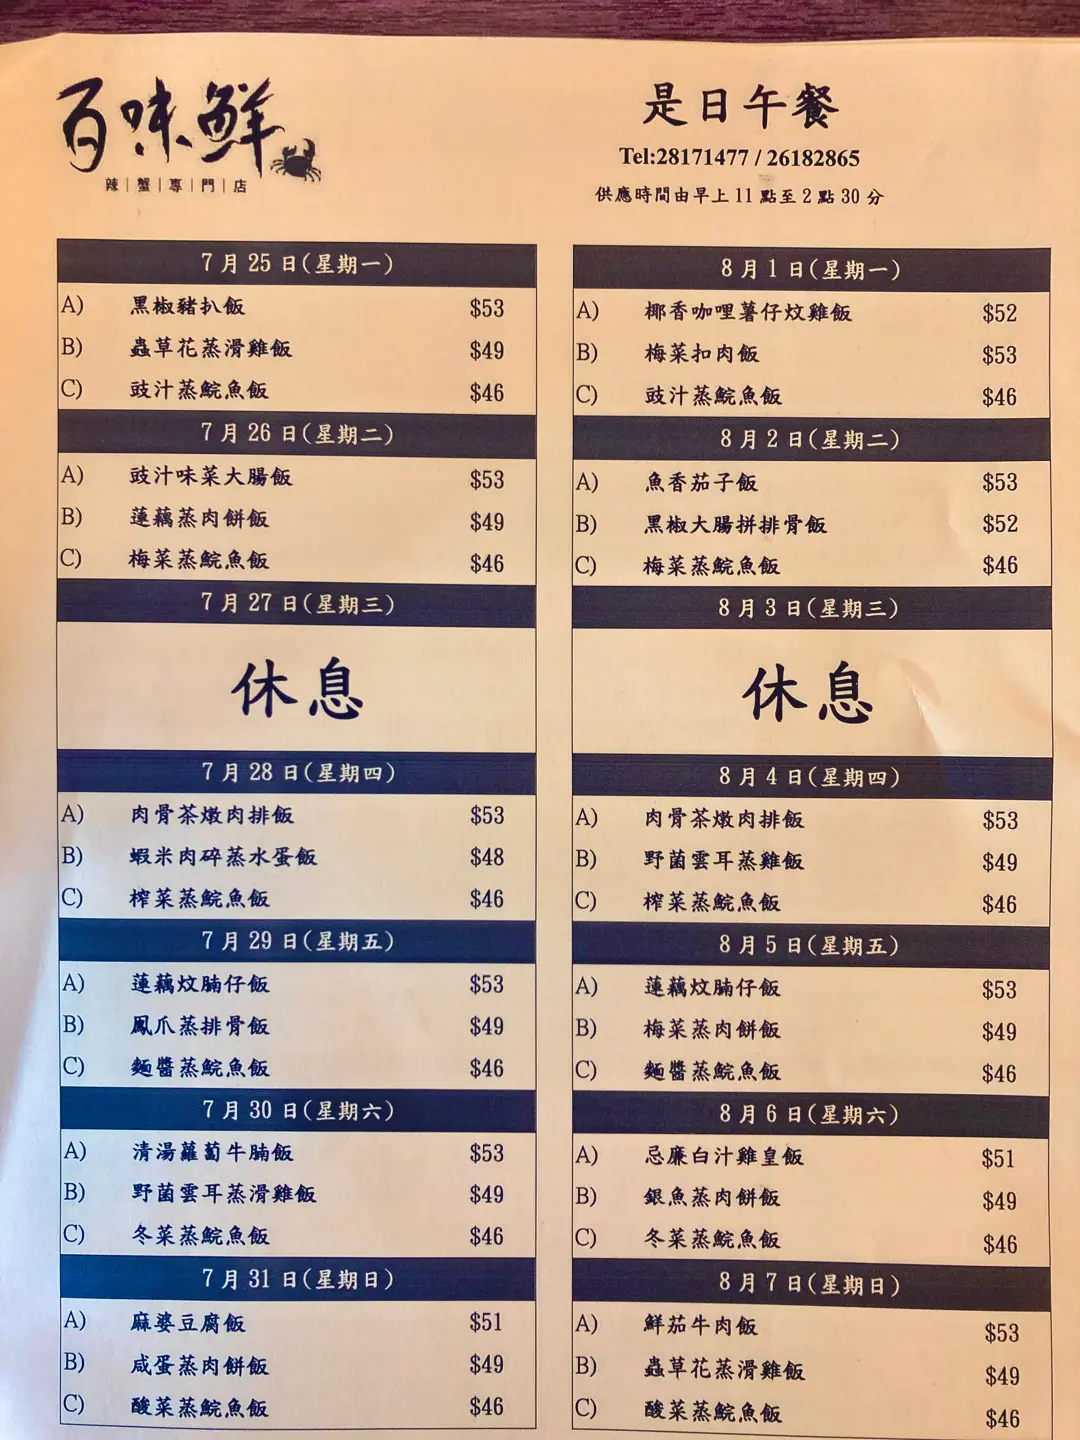 百味鮮
辣|蟹|專|門|店
是日午餐
Tel:28171477 / 26182865
供應時間由早上 11 點至 2 點 30 分
7 月 25 日(星期一)
A) 黑椒豬扒飯 $53
B) 蟲草花蒸滑雞飯 $49
C) 豉汁蒸鯇魚飯 $46
7 月 26 日(星期二)
A) 豉汁味菜大腸飯 $53
B) 蓮藕蒸肉餅飯 $49
C) 梅菜蒸鯇魚飯 $46
7 月 27 日(星期三)
休息
7 月 28 日(星期四)
A) 肉骨茶燉肉排飯 $53
B) 蝦米肉碎蒸水蛋飯 $48
C) 榨菜蒸鯇魚飯 $46
7 月 29 日(星期五)
A) 蓮藕炆腩仔飯 $53
B) 鳳爪蒸排骨飯 $49
C) 麵醬蒸鯇魚飯 $46
7 月 30 日(星期六)
A) 清湯蘿蔔牛腩飯 $53
B) 野菌雲耳蒸滑雞飯 $49
C) 冬菜蒸鯇魚飯 $46
7 月 31 日(星期日)
A) 麻婆豆腐飯 $51
B) 咸蛋蒸肉餅飯 $49
C) 酸菜蒸鯇魚飯 $46
8 月 1 日(星期一)
A) 椰香咖哩薯仔炆雞飯 $52
B) 梅菜扣肉飯 $53
C) 豉汁蒸鯇魚飯 $46
8 月 2 日(星期二)
A) 魚香茄子飯 $53
B) 黑椒大腸拼排骨飯 $52
C) 梅菜蒸鯇魚飯 $46
8 月 3 日(星期三)
休息
8 月 4 日(星期四)
A) 肉骨茶燉肉排飯 $53
B) 野菌雲耳蒸雞飯 $49
C) 榨菜蒸鯇魚飯 $46
8 月 5 日(星期五)
A) 蓮藕炆腩仔飯 $53
B) 梅菜蒸肉餅飯 $49
C) 麵醬蒸鯇魚飯 $46
8 月 6 日(星期六)
A) 忌廉白汁雞皇飯 $51
B) 銀魚蒸肉餅飯 $49
C) 冬菜蒸鯇魚飯 $46
8 月 7 日(星期日)
A) 鮮茄牛肉飯 $53
B) 蟲草花蒸滑雞飯 $49
C) 酸菜蒸鯇魚飯 $46